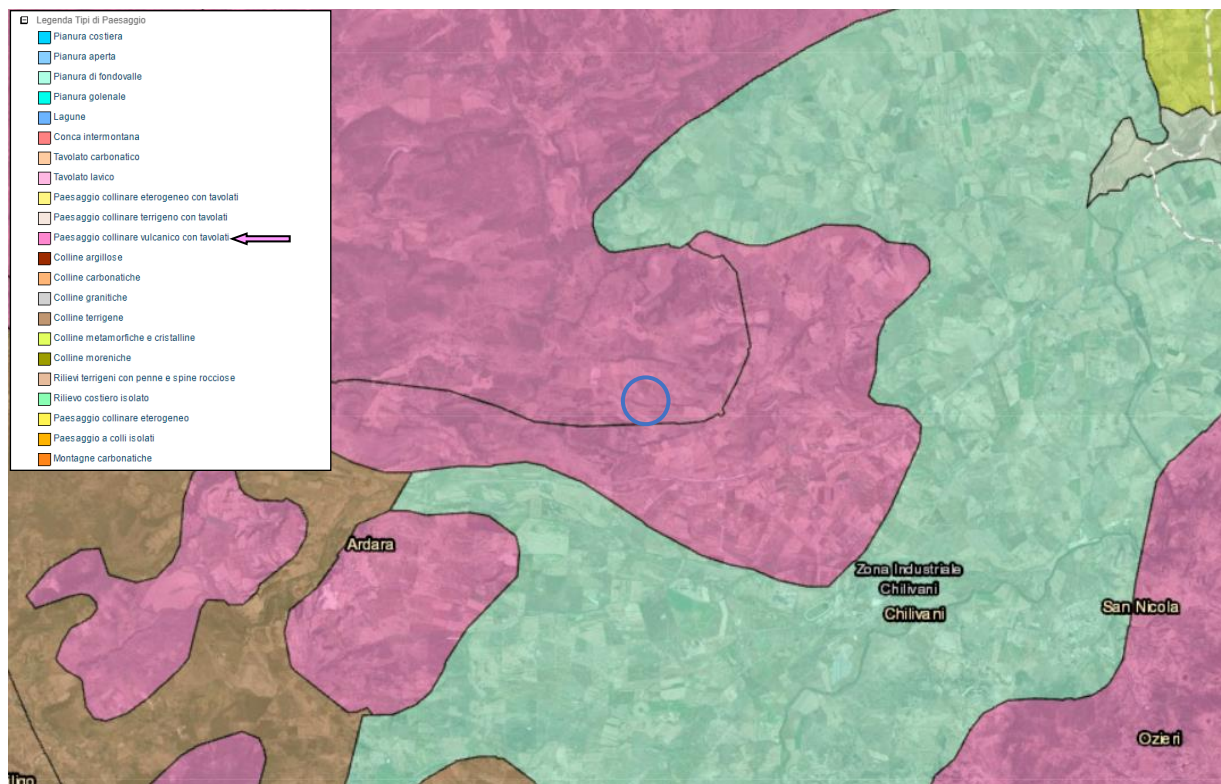 Legenda Tipi di Paesaggio
Pianura costiera
Pianura aperta
Pianura di fondovalle
Pianura golenale
Lagune
Conca intermontana
Tavolato carbonatico
Tavolato lavico
Paesaggio collinare eterogeneo con tavolati
Paesaggio collinare terrigeno con tavolati
Paesaggio collinare vulcanico con tavolati
Colline argillose
Colline carbonatiche
Colline granitiche
Colline terrigene
Colline metamorfiche e cristalline
Colline moreniche
Rilievi terrigeni con penne e spine rocciose
Rilievo costiero isolato
Paesaggio collinare eterogeneo
Paesaggio a colli isolati
Montagne carbonatiche
Ardara
Zona Industriale
Chilivani
Chilivani
San Nicola
Ozieri